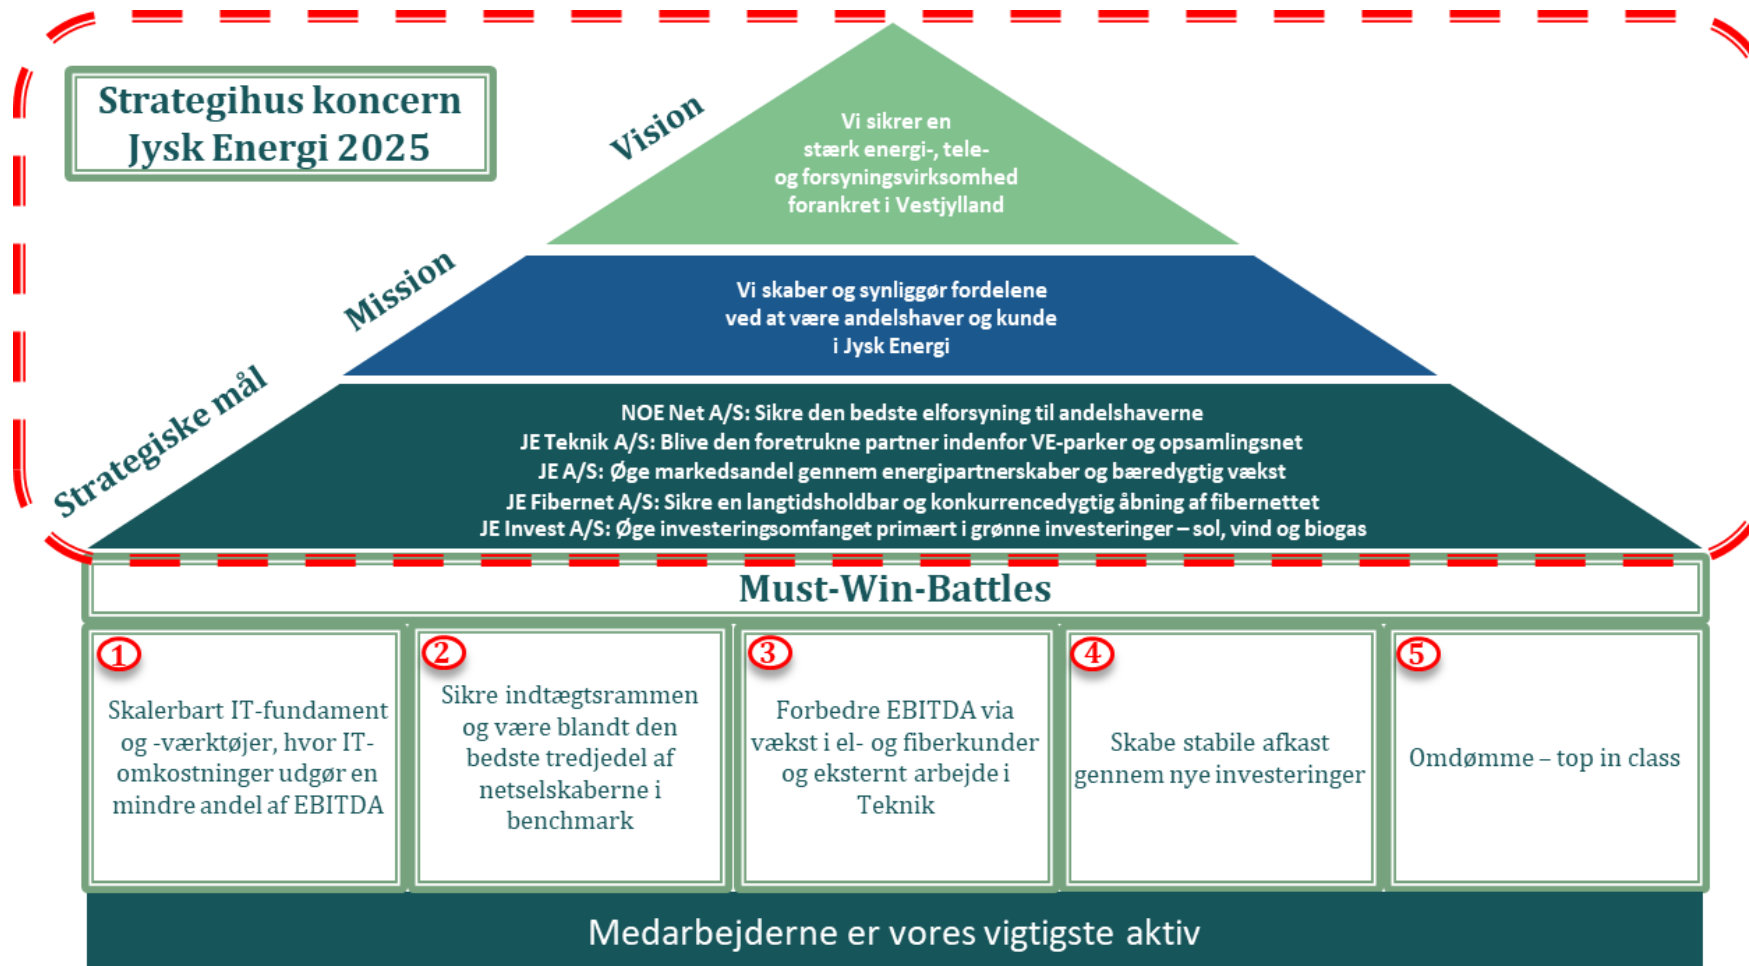 Strategihus koncern
Jysk Energi 2025
Vision
Vi sikrer en
stærk energi-, tele-
og forsyningsvirksomhed
forankret i Vestjylland
Mission
Vi skaber og synliggør fordelene
ved at være andelshaver og kunde
i Jysk Energi
Strategiske mål
NOE Net A/S: Sikre den bedste elforsyning til andelshaverne
JE Teknik A/S: Blive den foretrukne partner indenfor VE-parker og opsamlingsnet
JE A/S: Øge markedsandel gennem energipartnerskaber og bæredygtig vækst
JE Fibernet A/S: Sikre en langtidsholdbar og konkurrencedygtig åbning af fibernettet
JE Invest A/S: Øge investeringsomfanget primært i grønne investeringer – sol, vind og biogas
Must-Win-Battles
1
Skalerbart IT-fundament
og -værktøjer, hvor IT-
omkostninger udgør en
mindre andel af EBITDA
2
Sikre indtægtsrammen
og være blandt den
bedste tredjedel af
netselskaberne i
benchmark
3
Forbedre EBITDA via
vækst i el- og fiberkunder
og eksternt arbejde i
Teknik
4
Skabe stabile afkast
gennem nye investeringer
5
Omdømme – top in class
Medarbejderne er vores vigtigste aktiv